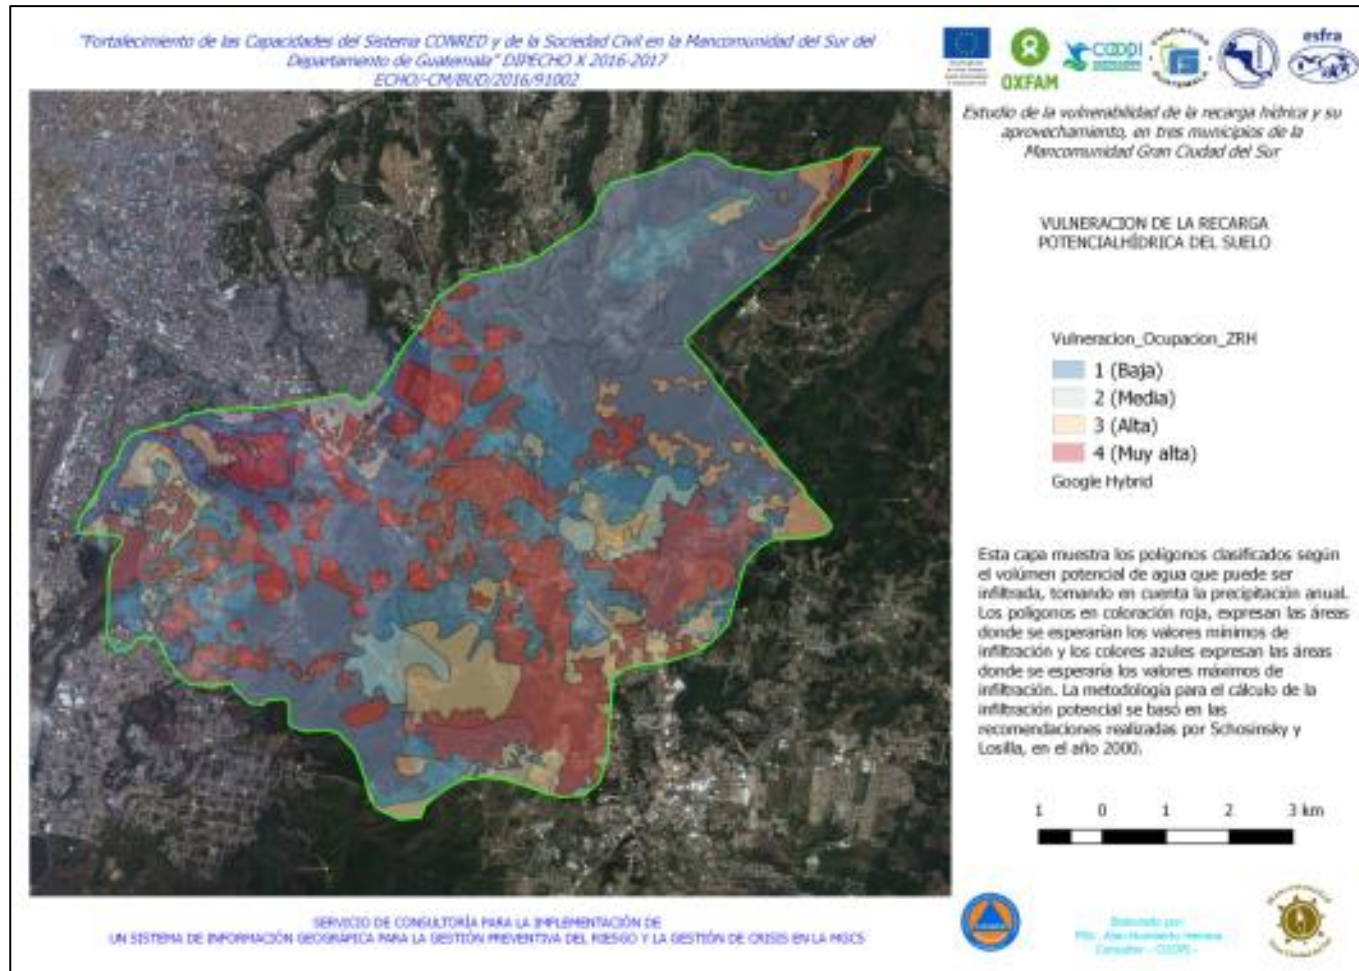 "Fortalecimiento de las Capacidades del Sistema CONRED y de la Sociedad Civil en la Mancomunidad del Sur del
Departamento de Guatemala" DIPECHO X 2016-2017
ECHO/-CM/BUD/2016/91002
OXFAM
esfra
Estudio de la vulnerabilidad de la recarga hídrica y su
aprovechamiento, en tres municipios de la
Mancomunidad Gran Ciudad del Sur
VULNERACION DE LA RECARGA
POTENCIALHÍDRICA DEL SUELO
Vulneracion_Ocupacion_ZRH
1 (Baja)
2 (Media)
3 (Alta)
4 (Muy alta)
Google Hybrid
Esta capa muestra los polígonos clasificados según
el volúmen potencial de agua que puede ser
infiltrada, tomando en cuenta la precipitación anual.
Los polígonos en coloración roja, expresan las áreas
donde se esperarían los valores mínimos de
infiltración y los colores azules expresan las áreas
donde se esperaría los valores máximos de
infiltración. La metodología para el cálculo de la
infiltración potencial se basó en las
recomendaciones realizadas por Schosinsky y
Losilla, en el año 2000.
1 0 1 2 3 km
SERVICIO DE CONSULTORÍA PARA LA IMPLEMENTACIÓN DE
UN SISTEMA DE INFORMACIÓN GEOGRÁFICA PARA LA GESTIÓN PREVENTIVA DEL RIESGO Y LA GESTIÓN DE CRISIS EN LA MGCS
Elaborado por: